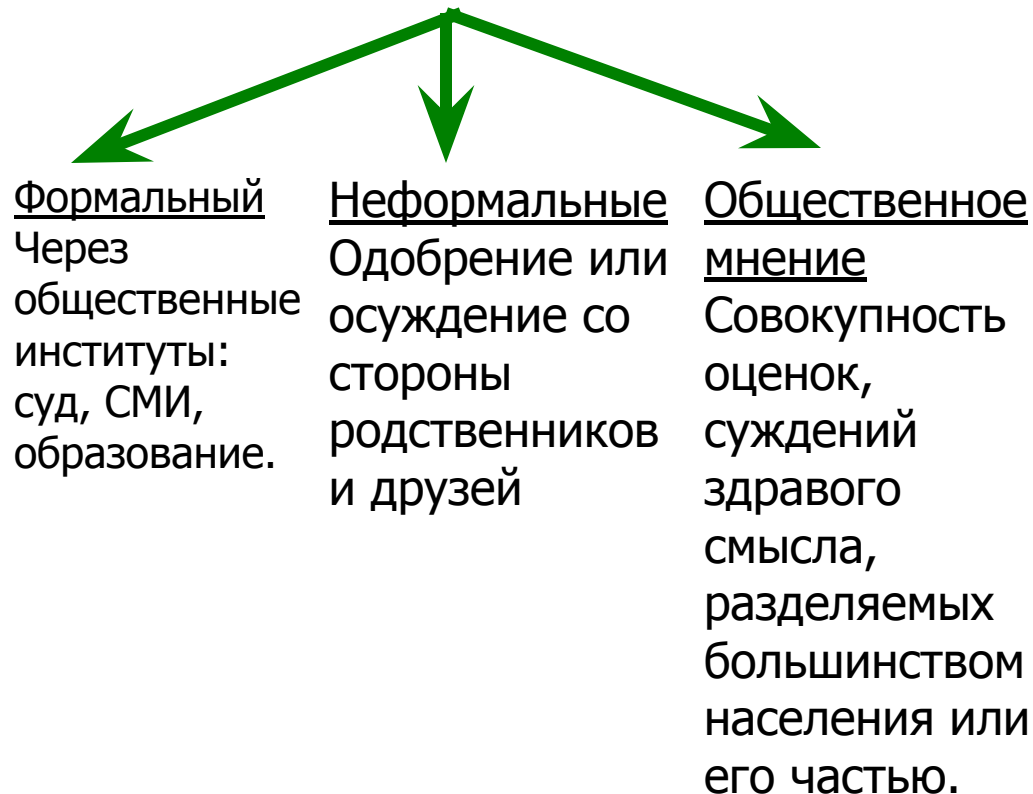 Формальный
Через
общественные
институты:
суд, СМИ,
образование.
Неформальные
Одобрение или
осуждение со
стороны
родственников
и друзей
Общественное
мнение
Совокупность
оценок,
суждений
здравого
смысла,
разделяемых
большинством
населения или
его частью.